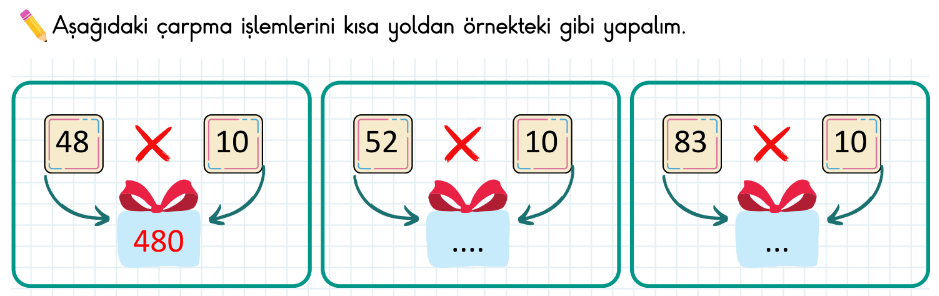 Aşağıdaki çarpma işlemlerini kısa yoldan örnekteki gibi yapalım.
48 × 10
480
52 × 10
....
83 × 10
...